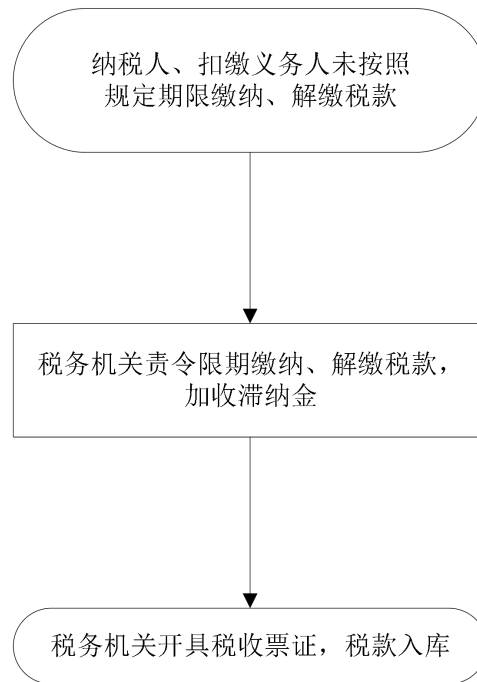 纳税人、扣缴义务人未按照
规定期限缴纳、解缴税款
税务机关责令限期缴纳、解缴税款，
加收滞纳金
税务机关开具税收票证，税款入库